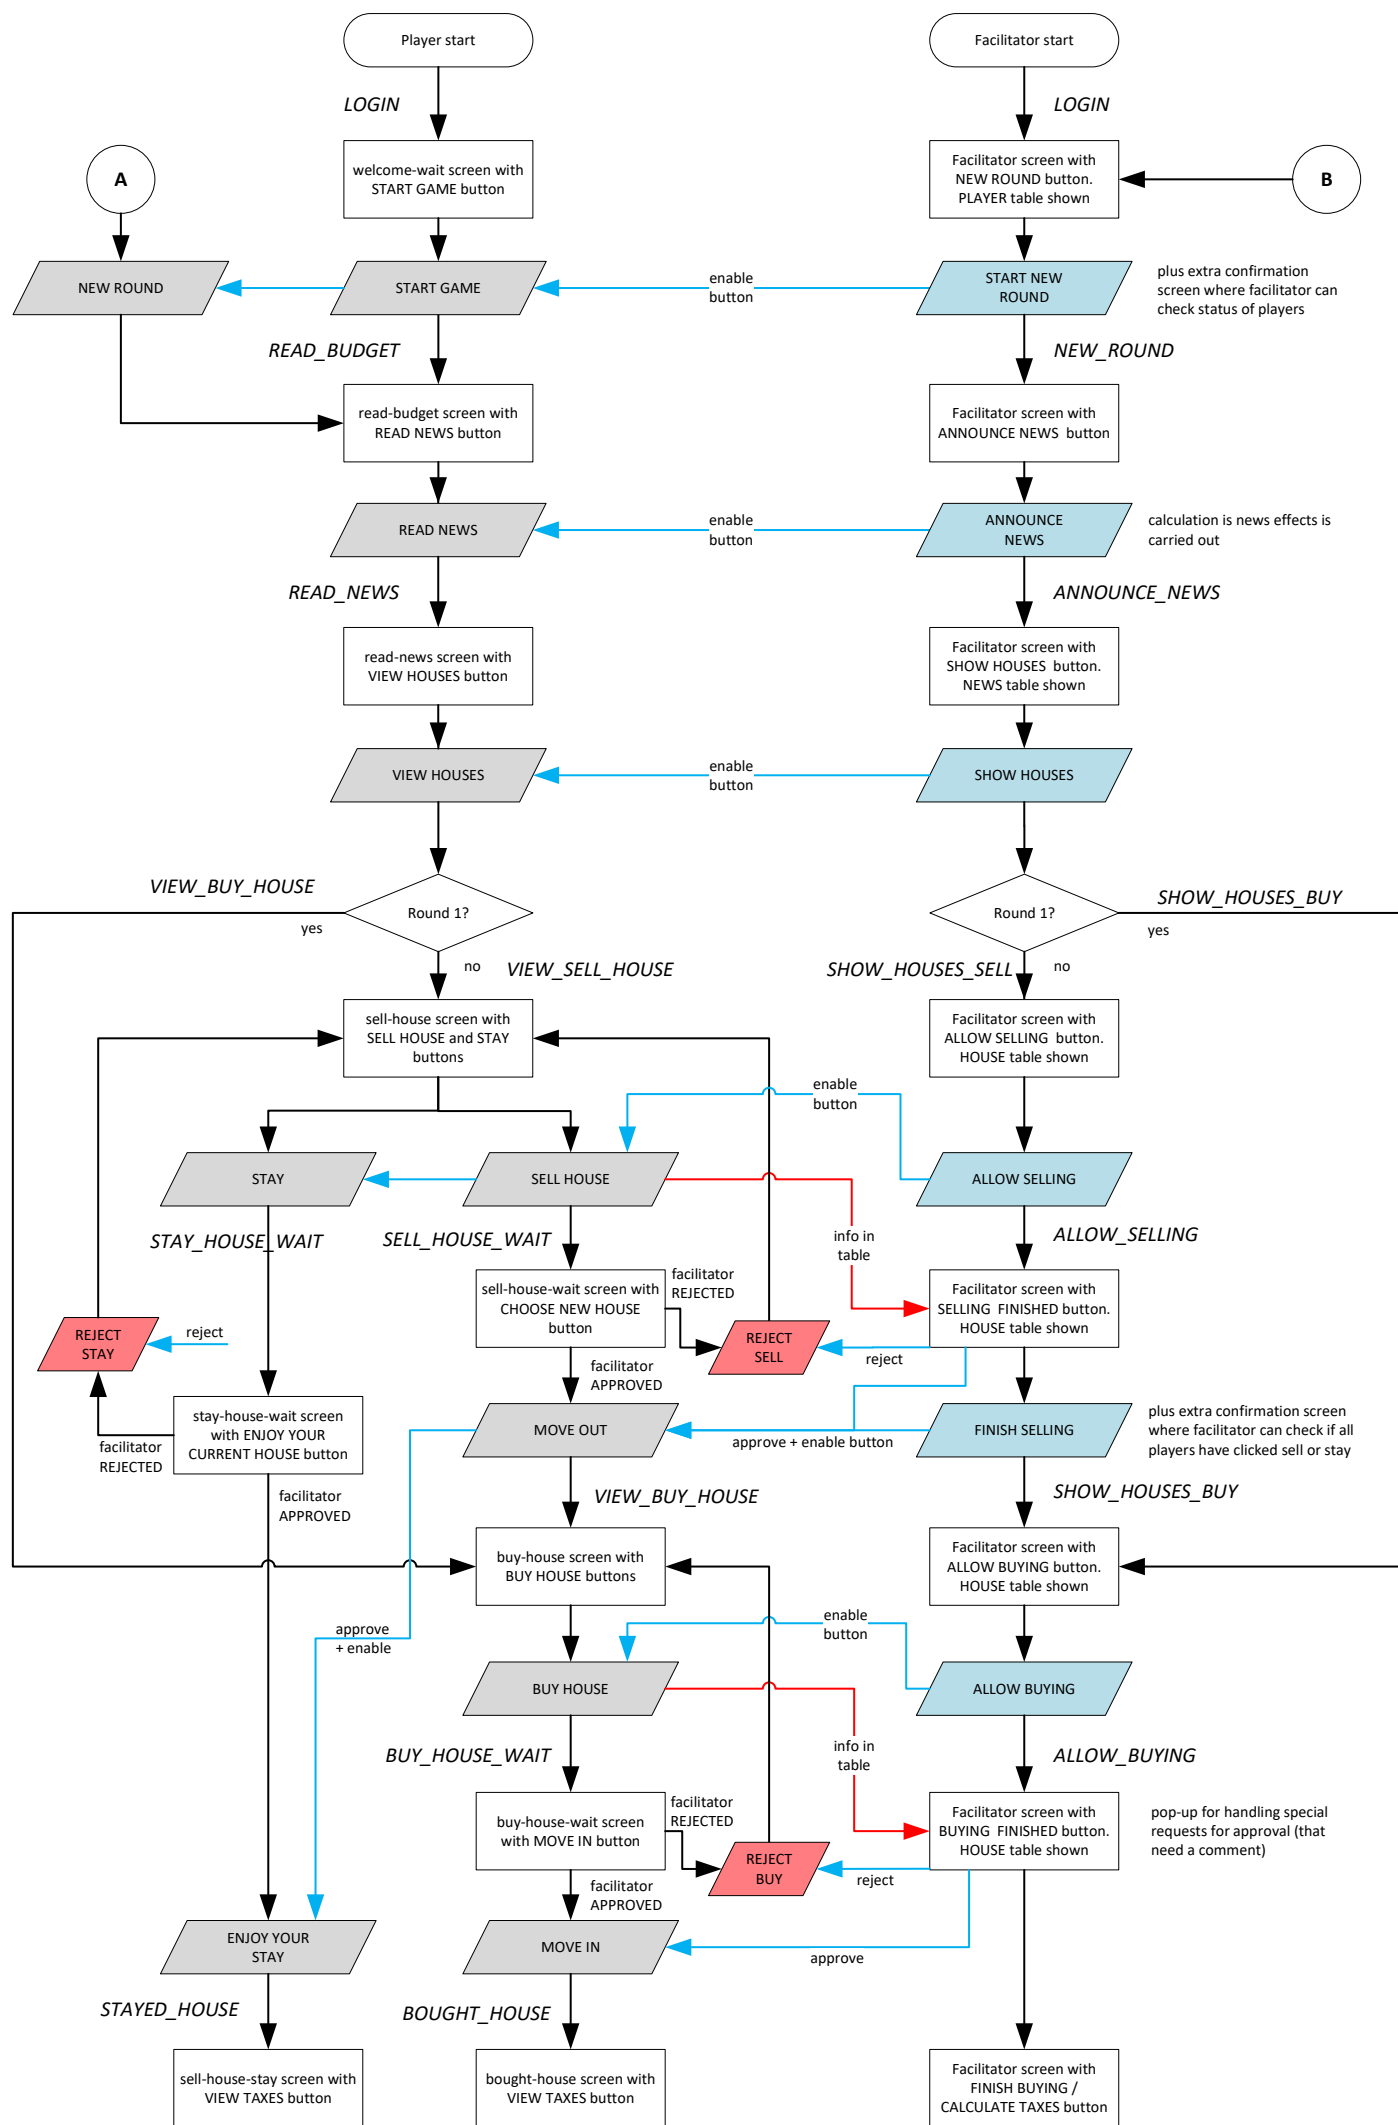 Player start
Facilitator start
LOGIN
LOGIN
A
welcome-wait screen with
START GAME button
Facilitator screen with
NEW ROUND button.
PLAYER table shown
B
NEW ROUND
START GAME
enable
button
START NEW
ROUND
plus extra confirmation
screen where facilitator can
check status of players
READ_BUDGET
NEW_ROUND
read-budget screen with
READ NEWS button
Facilitator screen with
ANNOUNCE NEWS button
READ NEWS
enable
button
ANNOUNCE
NEWS
calculation is news effects is
carried out
READ_NEWS
ANNOUNCE_NEWS
read-news screen with
VIEW HOUSES button
Facilitator screen with
SHOW HOUSES button.
NEWS table shown
VIEW HOUSES
enable
button
SHOW HOUSES
VIEW_BUY_HOUSE
Round 1?
yes
Round 1?
SHOW_HOUSES_BUY
yes
no
VIEW_SELL_HOUSE
SHOW_HOUSES_SELL
no
sell-house screen with
SELL HOUSE and STAY
buttons
Facilitator screen with
ALLOW SELLING button.
HOUSE table shown
enable
button
STAY
SELL HOUSE
ALLOW SELLING
STAY_HOUSE_WAIT
SELL_HOUSE_WAIT
info in
table
ALLOW_SELLING
sell-house-wait screen with
CHOOSE NEW HOUSE
button
facilitator
REJECTED
Facilitator screen with
SELLING FINISHED button.
HOUSE table shown
REJECT
STAY
reject
REJECT
SELL
reject
facilitator
APPROVED
stay-house-wait screen
with ENJOY YOUR
CURRENT HOUSE button
facilitator
REJECTED
MOVE OUT
approve + enable button
FINISH SELLING
plus extra confirmation screen
where facilitator can check if all
players have clicked sell or stay
facilitator
APPROVED
VIEW_BUY_HOUSE
SHOW_HOUSES_BUY
buy-house screen with
BUY HOUSE buttons
Facilitator screen with
ALLOW BUYING button.
HOUSE table shown
approve
+ enable
enable
button
BUY HOUSE
ALLOW BUYING
BUY_HOUSE_WAIT
info in
table
ALLOW_BUYING
buy-house-wait screen
with MOVE IN button
facilitator
REJECTED
Facilitator screen with
BUYING FINISHED button.
HOUSE table shown
pop-up for handling special
requests for approval (that
need a comment)
REJECT
BUY
reject
facilitator
APPROVED
ENJOY YOUR
STAY
MOVE IN
approve
STAYED_HOUSE
BOUGHT_HOUSE
sell-house-stay screen with
VIEW TAXES button
bought-house screen with
VIEW TAXES button
Facilitator screen with
FINISH BUYING /
CALCULATE TAXES button